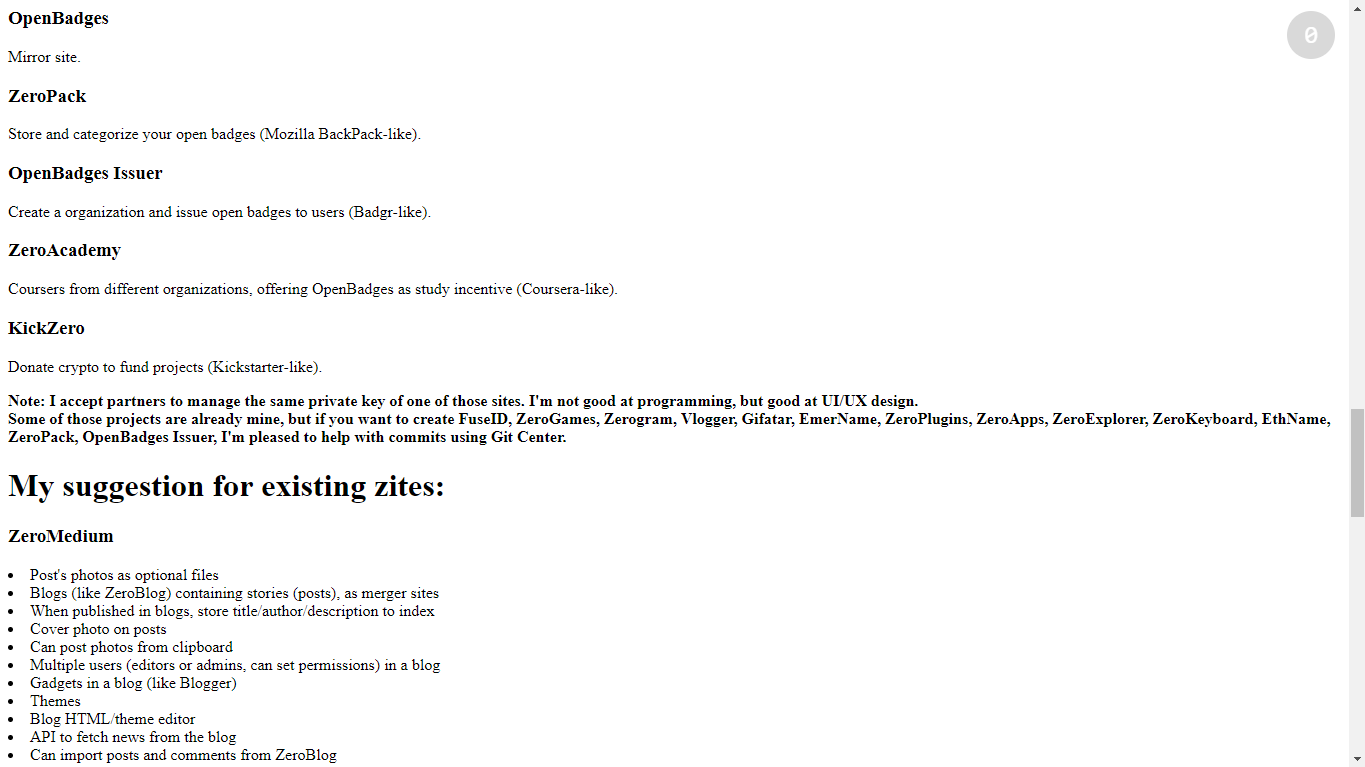 OpenBadges
0
Mirror site.
ZeroPack
Store and categorize your open badges (Mozilla BackPack-like).
OpenBadges Issuer
Create a organization and issue open badges to users (Badgr-like).
ZeroAcademy
Coursers from different organizations, offering OpenBadges as study incentive (Coursera-like).
KickZero
Donate crypto to fund projects (Kickstarter-like).
Note: I accept partners to manage the same private key of one of those sites. I'm not good at programming, but good at UI/UX design.
Some of those projects are already mine, but if you want to create FuseID, ZeroGames, Zerogram, Vlogger, Gifatar, EmerName, ZeroPlugins, ZeroApps, ZeroExplorer, ZeroKeyboard, EthName,
ZeroPack, OpenBadges Issuer, I'm pleased to help with commits using Git Center.
My suggestion for existing zites:
ZeroMedium
• Post's photos as optional files
• Blogs (like ZeroBlog) containing stories (posts), as merger sites
• When published in blogs, store title/author/description to index
• Cover photo on posts
• Can post photos from clipboard
• Multiple users (editors or admins, can set permissions) in a blog
• Gadgets in a blog (like Blogger)
• Themes
• Blog HTML/theme editor
• API to fetch news from the blog
• Can import posts and comments from ZeroBlog